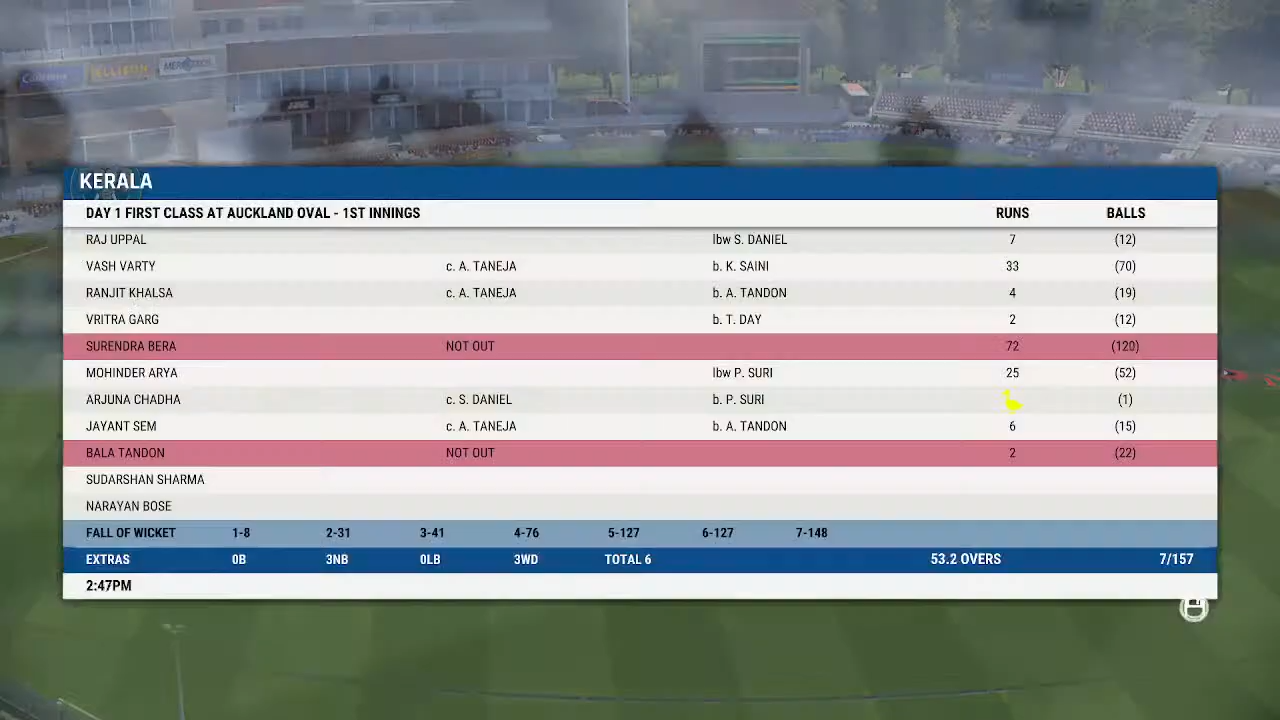 KERALA
DAY 1 FIRST CLASS AT AUCKLAND OVAL - 1ST INNINGS RUNS BALLS
RAJ UPPAL lbw S. DANIEL 7 (12)
VASH VARTY c. A. TANEJA b. K. SAINI 33 (70)
RANJIT KHALSA c. A. TANEJA b. A. TANDON 4 (19)
VRITRA GARG b. T. DAY 2 (12)
SURENDRA BERA NOT OUT 72 (120)
MOHINDER ARYA lbw P. SURI 25 (52)
ARJUNA CHADHA c. S. DANIEL b. P. SURI (1)
JAYANT SEM c. A. TANEJA b. A. TANDON 6 (15)
BALA TANDON NOT OUT 2 (22)
SUDARSHAN SHARMA
NARAYAN BOSE
FALL OF WICKET 1-8 2-31 3-41 4-76 5-127 6-127 7-148
EXTRAS 0B 3NB 0LB 3WD TOTAL 6 53.2 OVERS 7/157
2:47PM